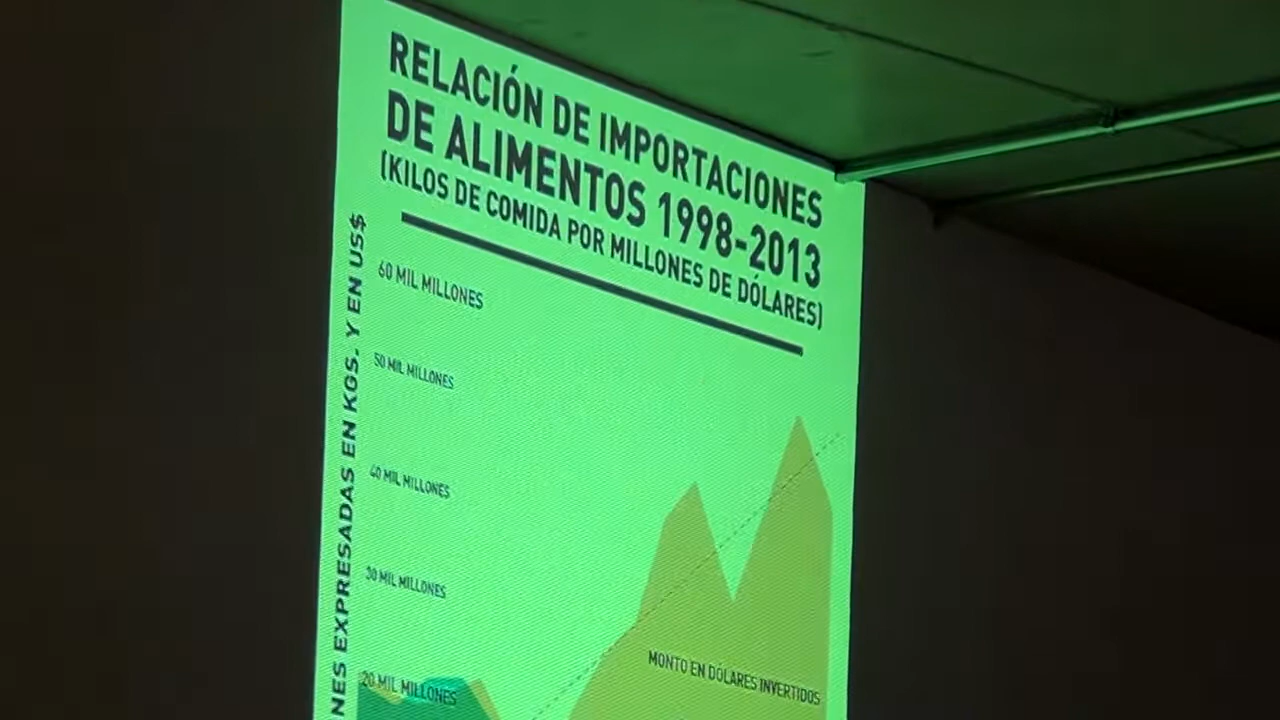 RELACIÓN DE IMPORTACIONES
DE ALIMENTOS 1998-2013
(KILOS DE COMIDA POR MILLONES DE DÓLARES)
NES EXPRESADAS EN KGS. Y EN US$
60 MIL MILLONES
50 MIL MILLONES
40 MIL MILLONES
30 MIL MILLONES
20 MIL MILLONES
MONTO EN DÓLARES INVERTIDOS